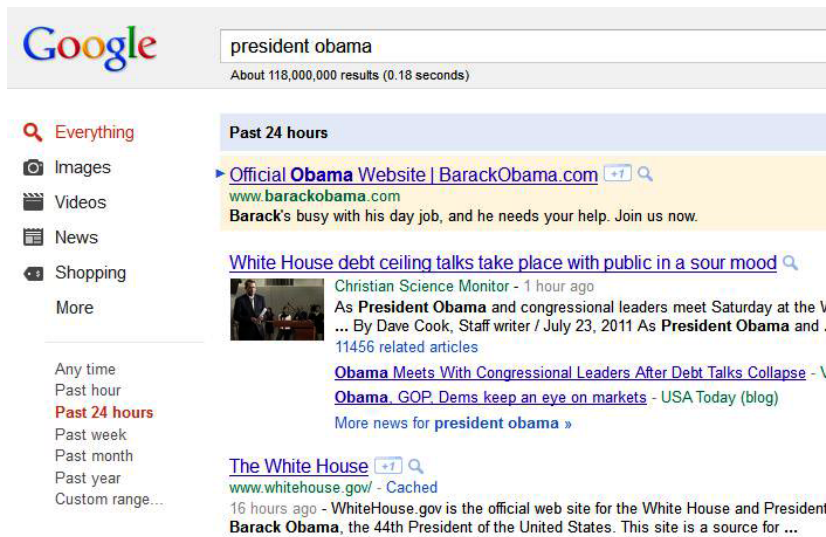 Google
president obama
About 118,000,000 results (0.18 seconds)
Everything
Images
Videos
News
Shopping
More
Any time
Past hour
Past 24 hours
Past week
Past month
Past year
Custom range...
Past 24 hours
Official Obama Website | BarackObama.com +1
www.barackobama.com
Barack's busy with his day job, and he needs your help. Join us now.
White House debt ceiling talks take place with public in a sour mood
Christian Science Monitor - 1 hour ago
As President Obama and congressional leaders meet Saturday at the
... By Dave Cook, Staff writer / July 23, 2011 As President Obama and
11456 related articles
Obama Meets With Congressional Leaders After Debt Talks Collapse -
Obama, GOP, Dems keep an eye on markets - USA Today (blog)
More news for president obama »
The White House +1
www.whitehouse.gov/ - Cached
16 hours ago - WhiteHouse.gov is the official web site for the White House and President
Barack Obama, the 44th President of the United States. This site is a source for ...